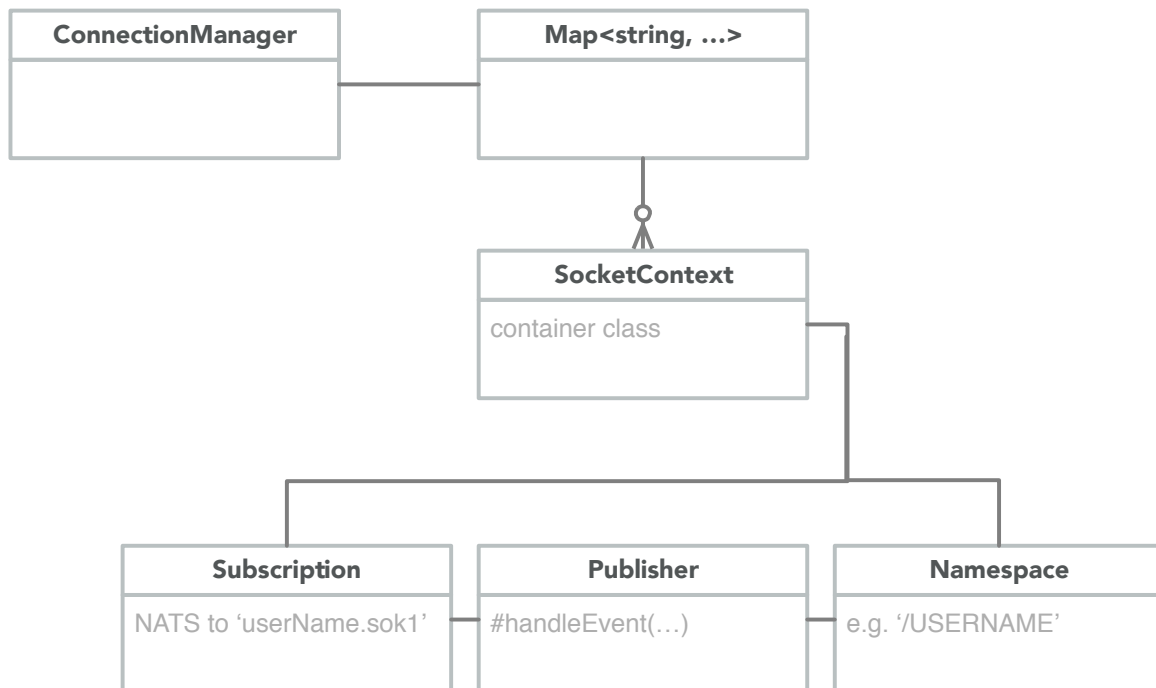 ConnectionManager
Map<string, …>
SocketContext
container class
Subscription
NATS to ‘userName.sok1’
Publisher
#handleEvent(…)
Namespace
e.g. ‘/USERNAME’